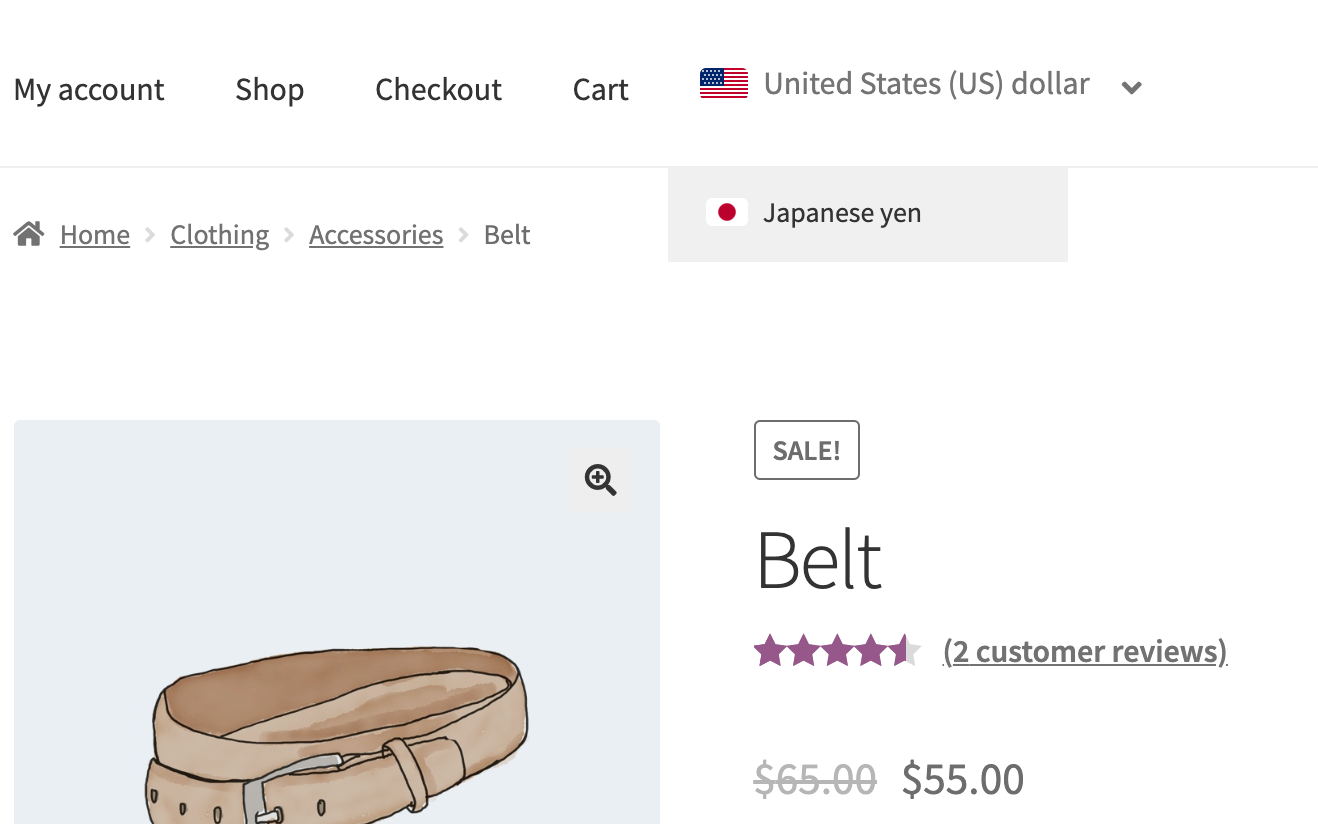 My account Shop Checkout Cart United States (US) dollar
Japanese yen
Home Clothing Accessories Belt
SALE!
Belt
(2 customer reviews)
$65.00 $55.00